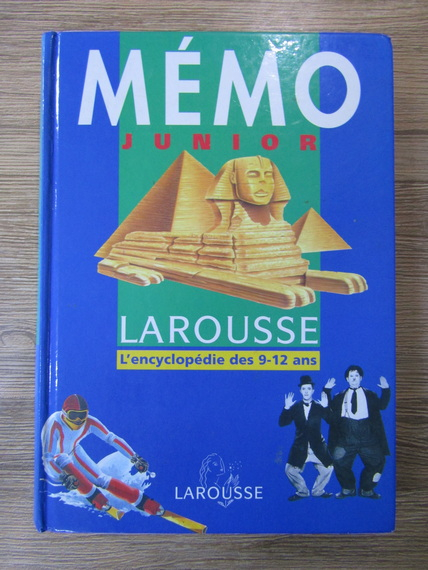 MÉMO
JUNIOR
LAROUSSE
L'encyclopédie des 9-12 ans
LAROUSSE